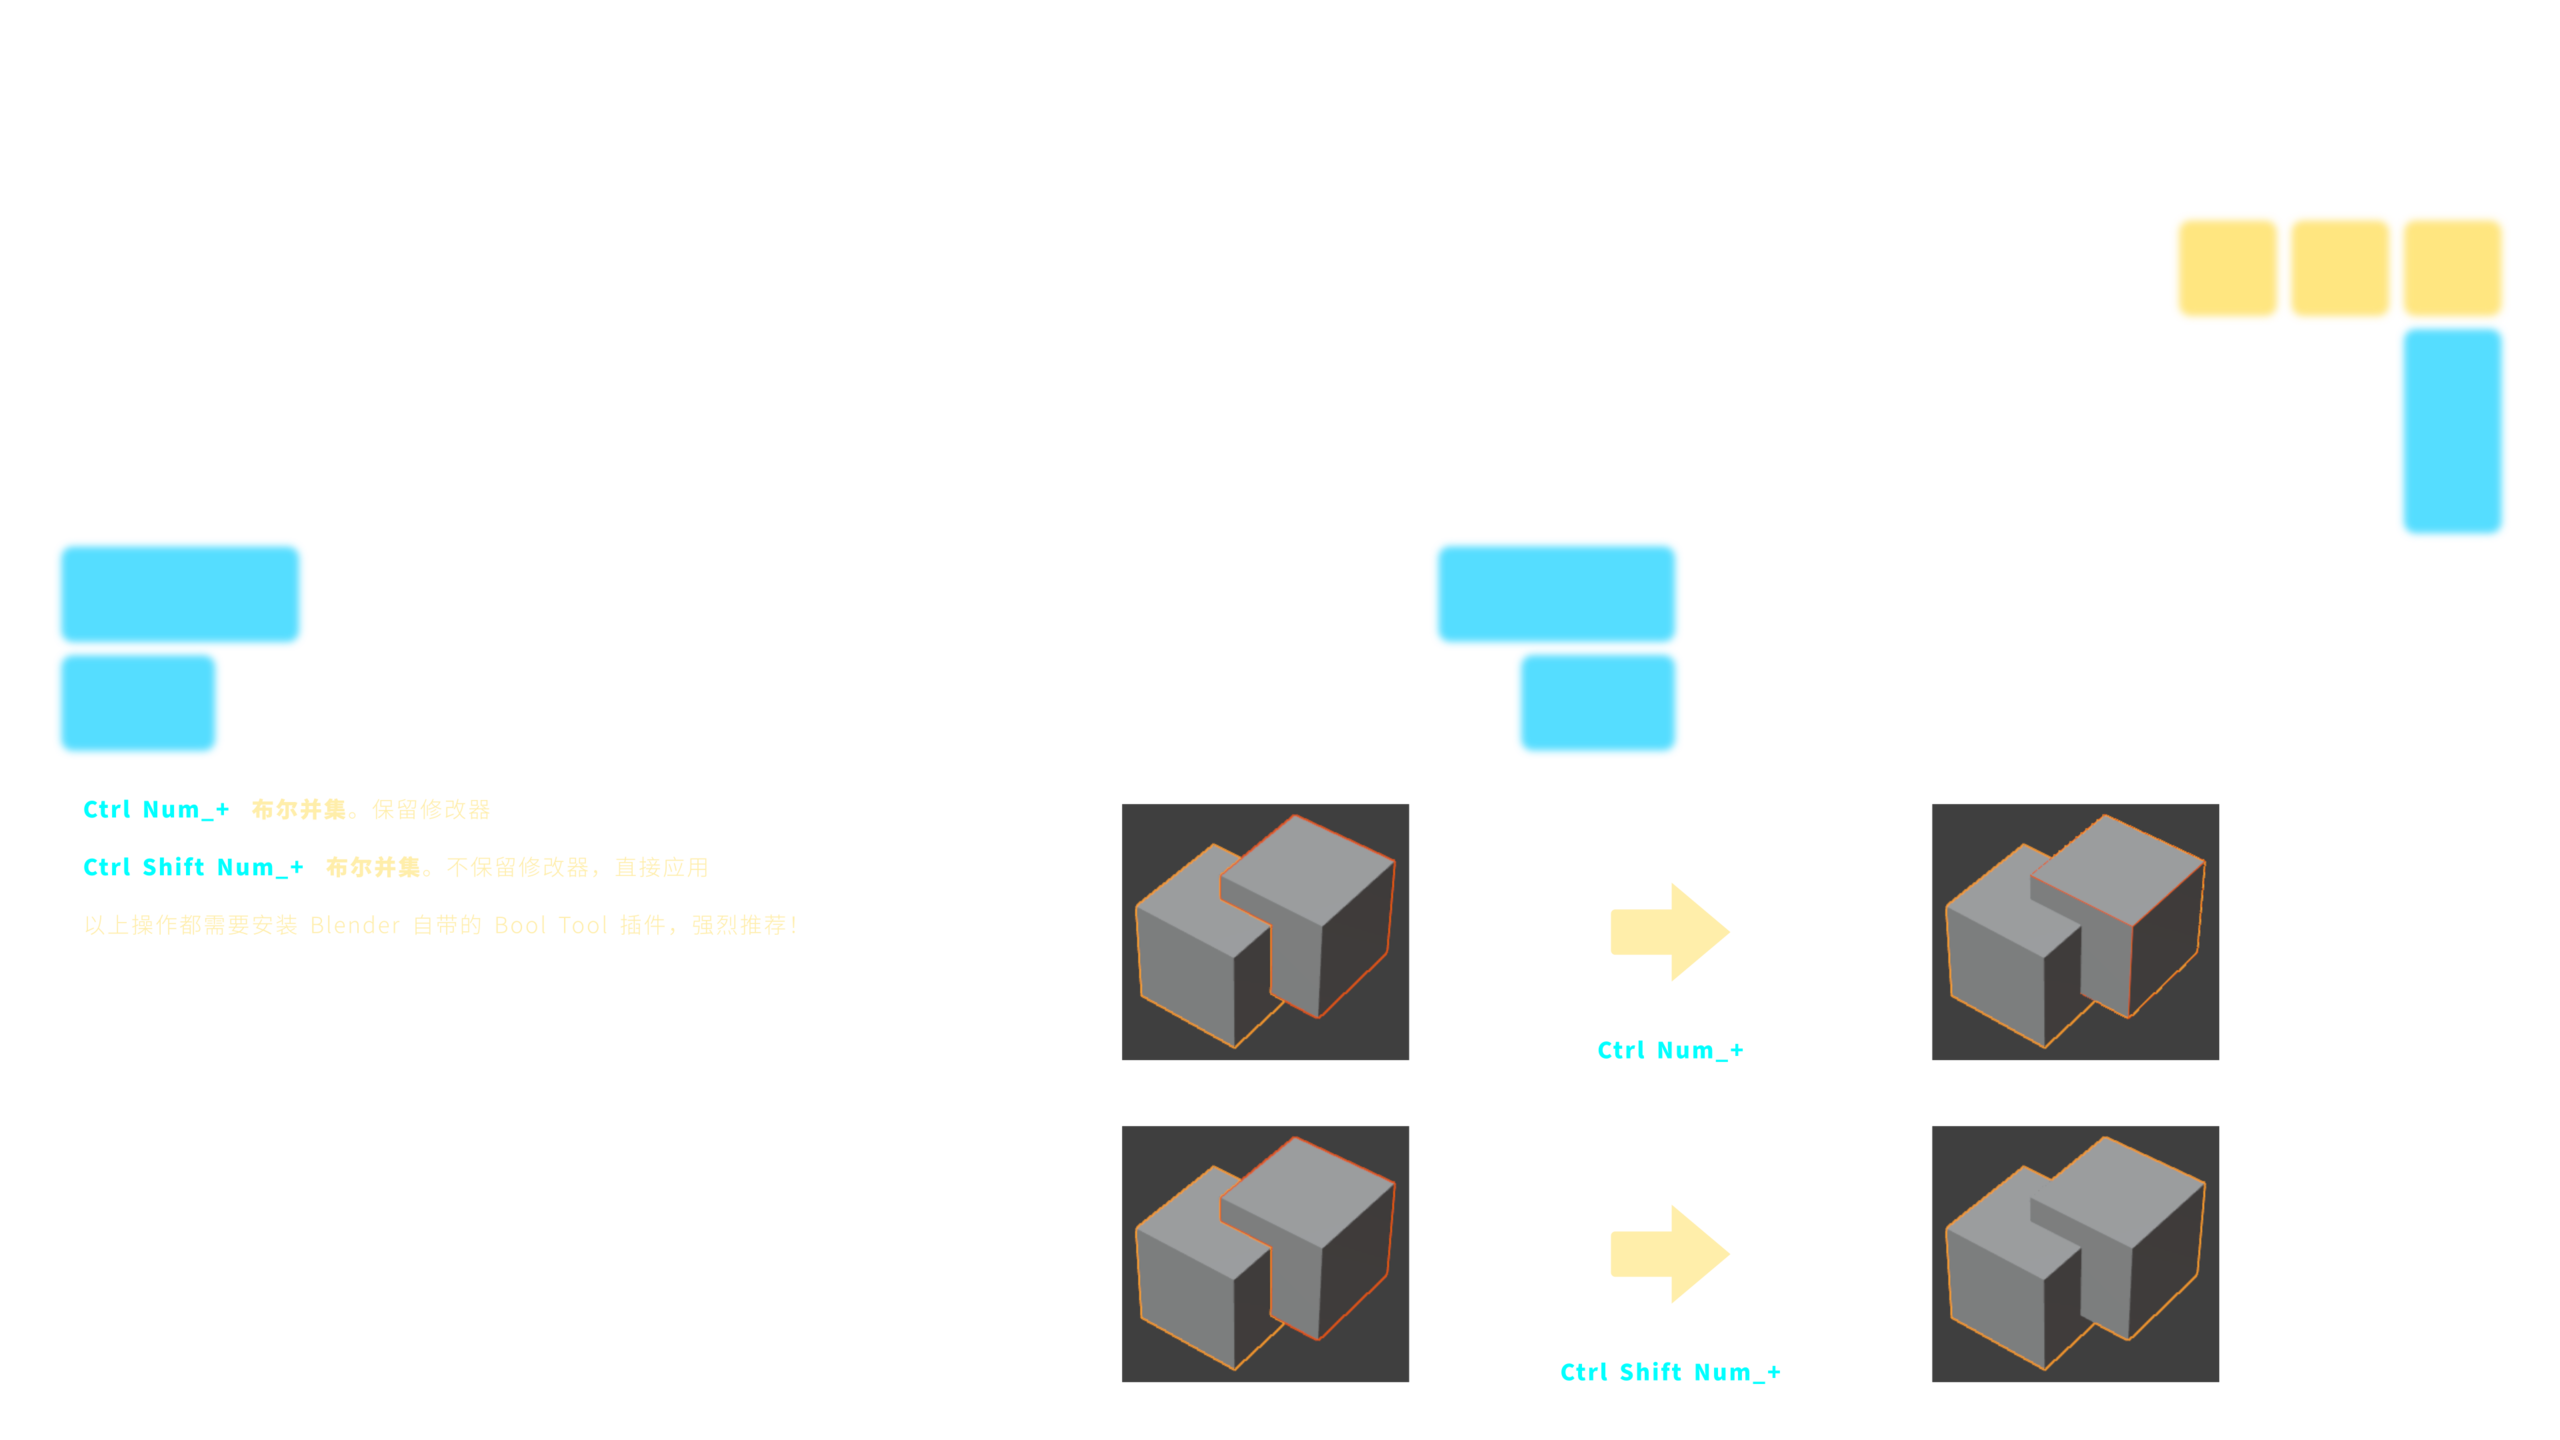 Ctrl Num_+ 布尔并集。保留修改器
Ctrl Shift Num_+ 布尔并集。不保留修改器，直接应用
以上操作都需要安装 Blender 自带的 Bool Tool 插件，强烈推荐！
Ctrl Num_+
Ctrl Shift Num_+